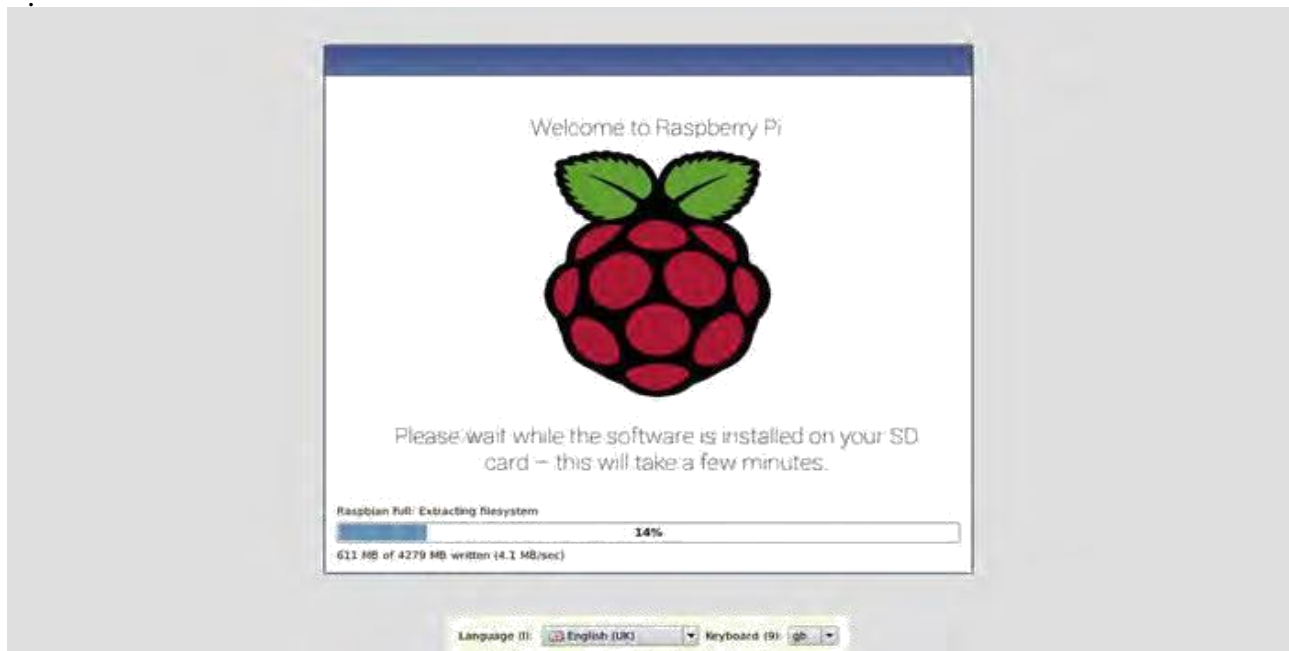 Welcome to Raspberry Pi
Please wait while the software is installed on your SD
card – this will take a few minutes.
Raspbian Full: Extracting filesystem
14%
611 MB of 4279 MB written (4.1 MB/sec)
Language (l): English (UK) Keyboard (9): gb